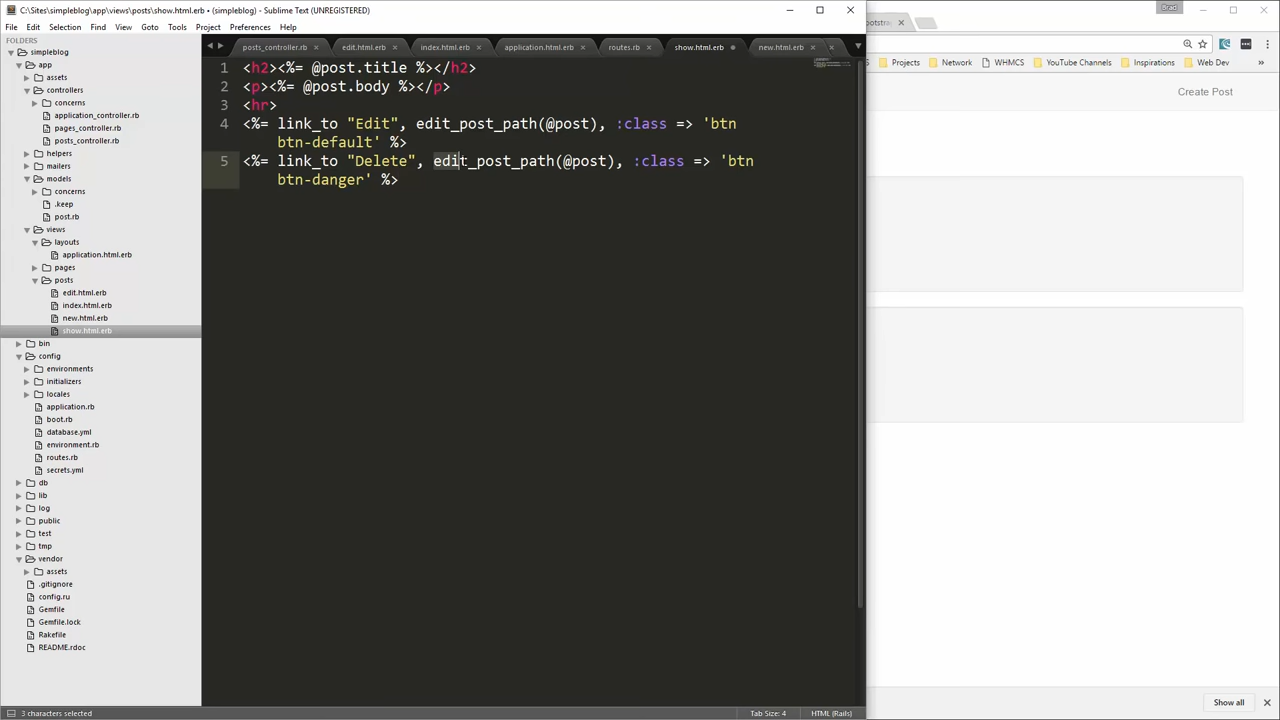 C:\Sites\simpleblog\app\views\posts\show.html.erb • (simpleblog) - Sublime Text (UNREGISTERED)
File Edit Selection Find View Goto Tools Project Preferences Help
FOLDERS
simpleblog
app
assets
controllers
concerns
application_controller.rb
pages_controller.rb
posts_controller.rb
helpers
mailers
models
concerns
.keep
post.rb
views
layouts
application.html.erb
pages
posts
edit.html.erb
index.html.erb
new.html.erb
show.html.erb
bin
config
environments
initializers
locales
application.rb
boot.rb
database.yml
environment.rb
routes.rb
secrets.yml
db
lib
log
public
test
tmp
vendor
assets
.gitignore
config.ru
Gemfile
Gemfile.lock
Rakefile
README.rdoc
posts_controller.rb edit.html.erb index.html.erb application.html.erb routes.rb show.html.erb new.html.erb
1 <h2><%= @post.title %></h2>
2 <p><%= @post.body %></p>
3 <hr>
4 <%= link_to "Edit", edit_post_path(@post), :class => 'btn
btn-default' %>
5 <%= link_to "Delete", edit_post_path(@post), :class => 'btn
btn-danger' %>
3 characters selected Tab Size: 4 HTML (Rails)
Brad
ootstrap
Projects Network WHMCS YouTube Channels Inspirations Web Dev
Create Post
Show all